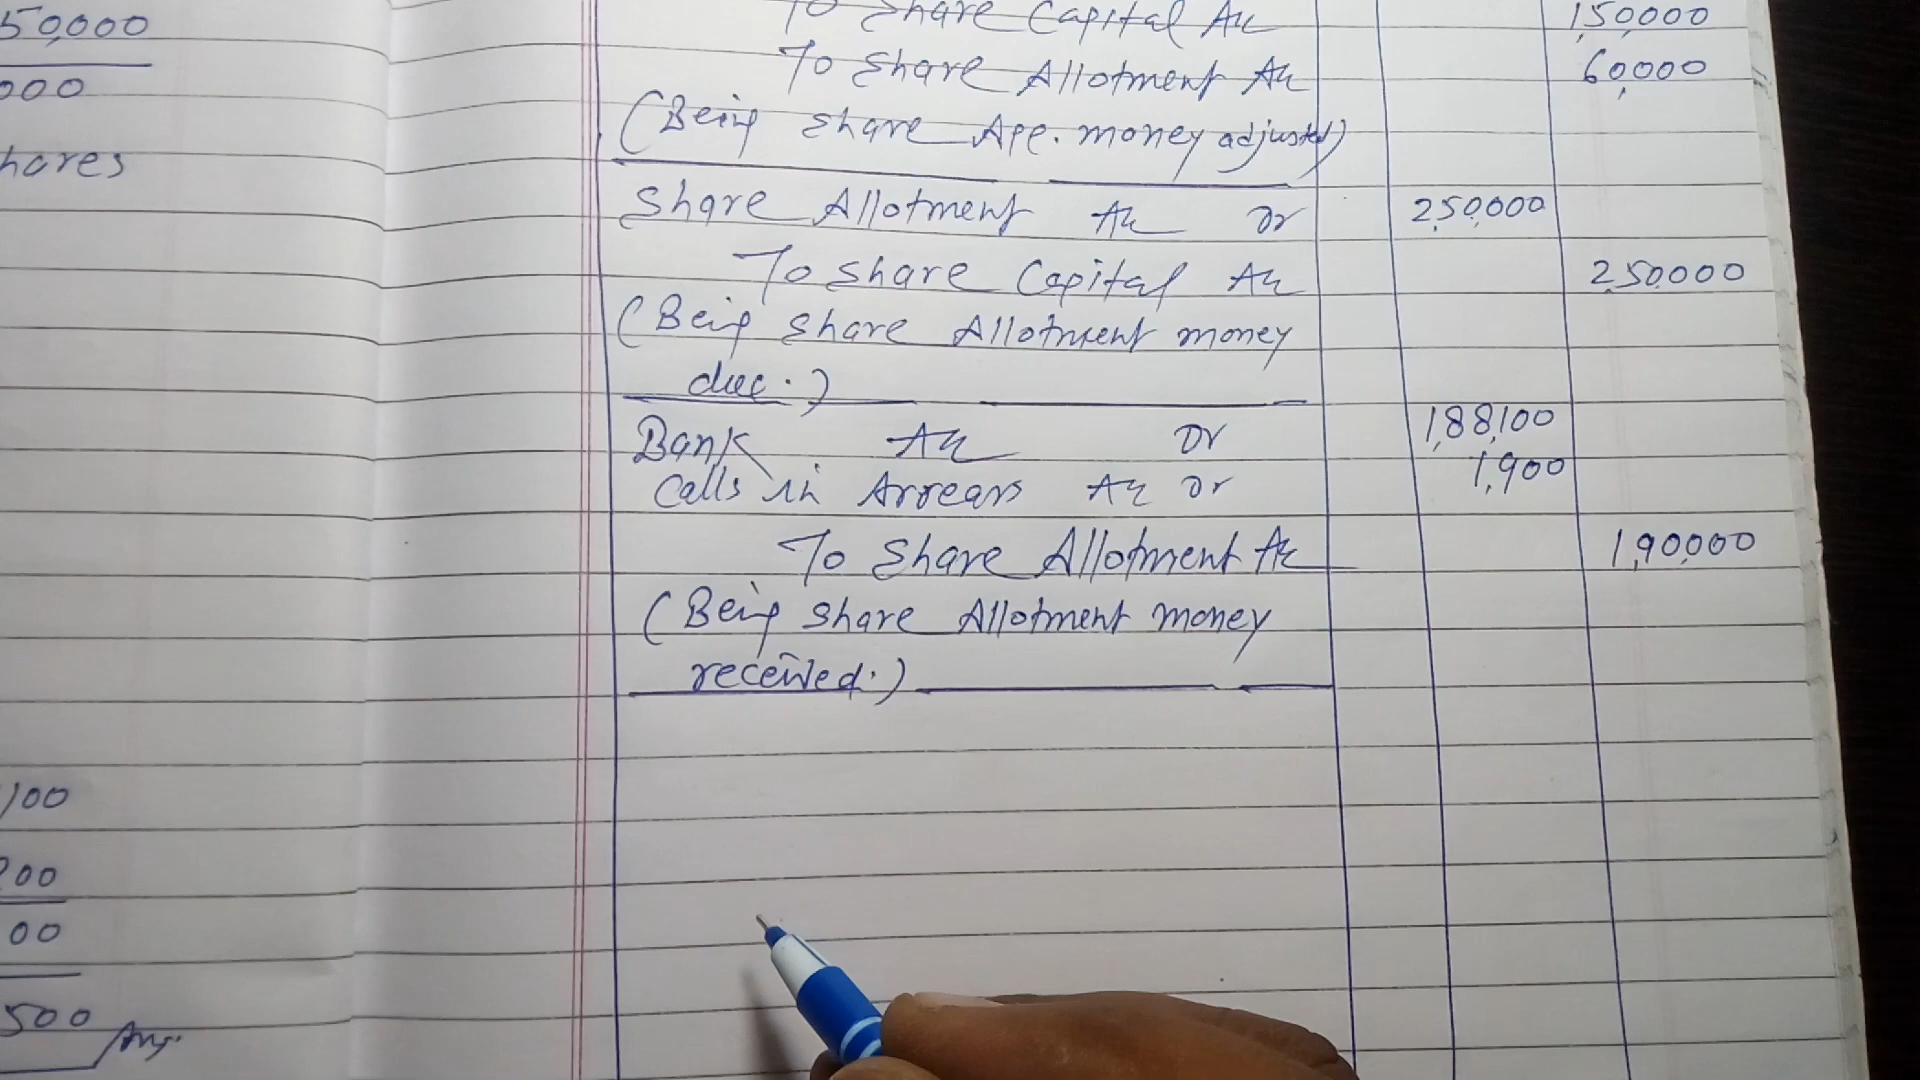 50,000
000
hares
100
200
00
500 Ans.
To Share Capital A/c 1,50,000
To Share Allotment A/c 60,000
(Being share App. money adjusted)
Share Allotment A/c Dr 2,50,000
To Share Capital A/c 2,50,000
(Being share Allotment money
due.)
Bank A/c Dr 1,88,100
Calls in Arrears A/c Dr 1,900
To Share Allotment A/c 1,90,000
(Being share Allotment money
received.)